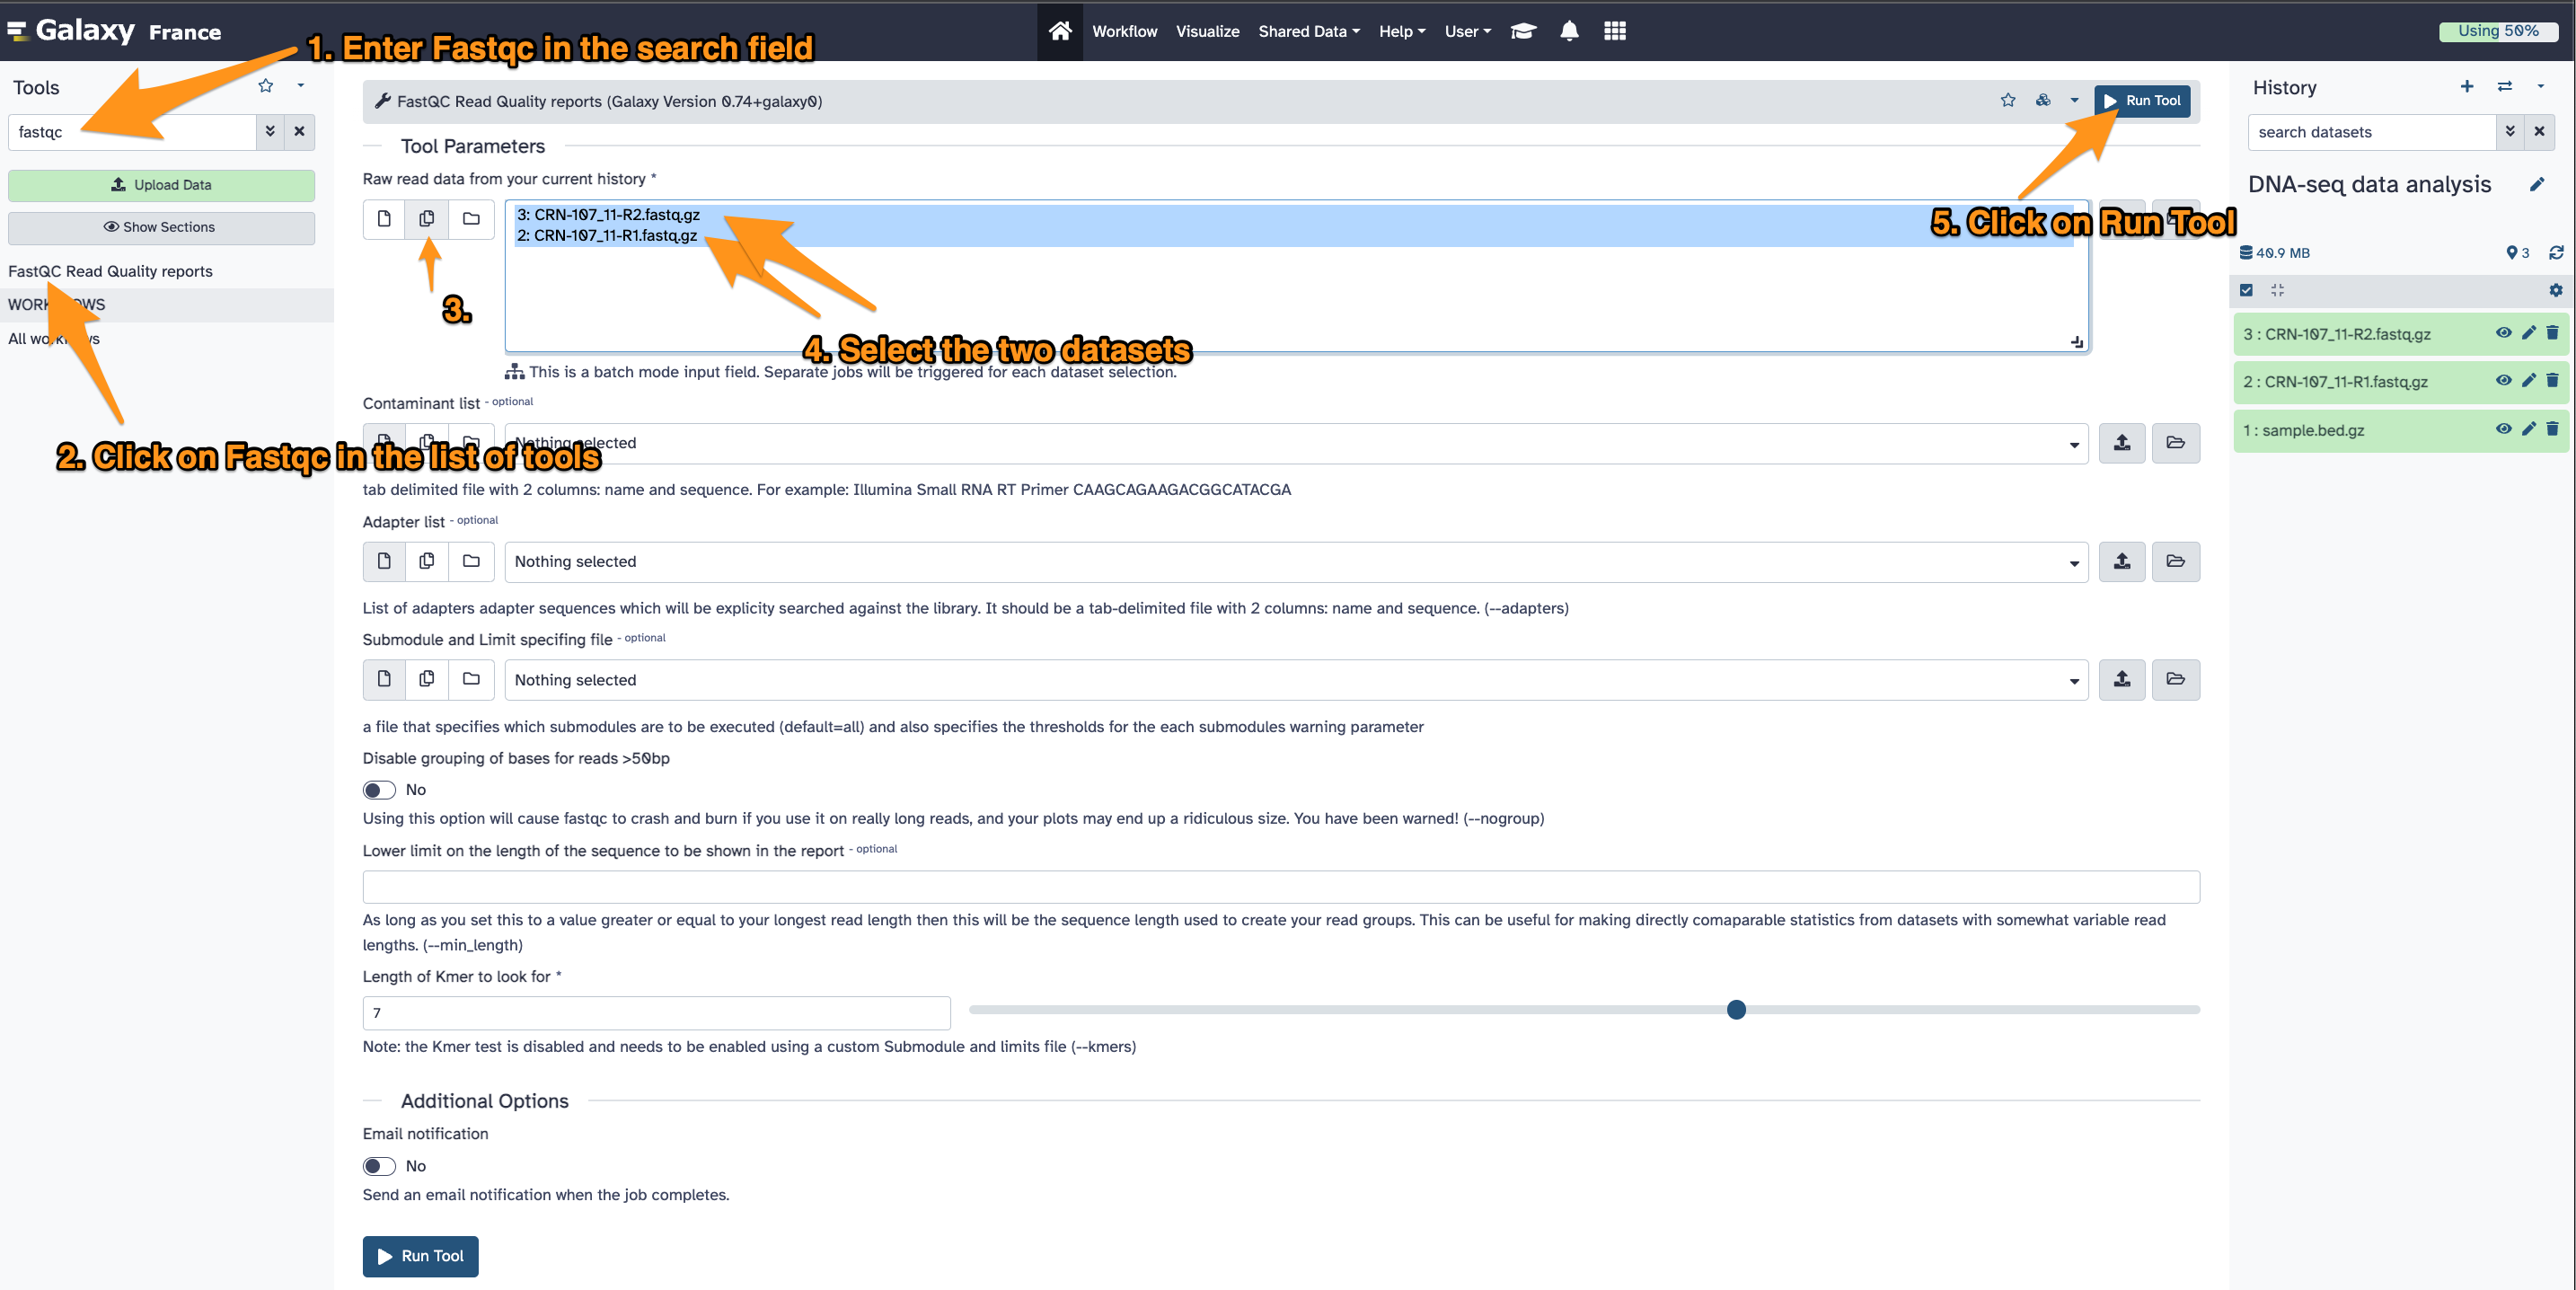 Galaxy France
Workflow
Visualize
Shared Data
Help
User
Using 50%
1. Enter Fastqc in the search field
Tools
fastqc
Upload Data
Show Sections
FastQC Read Quality reports
WORKFLOWS
All workflows
2. Click on Fastqc in the list of tools
FastQC Read Quality reports (Galaxy Version 0.74+galaxy0)
Run Tool
5. Click on Run Tool
Tool Parameters
Raw read data from your current history *
3: CRN-107_11-R2.fastq.gz
2: CRN-107_11-R1.fastq.gz
3.
4. Select the two datasets
This is a batch mode input field. Separate jobs will be triggered for each dataset selection.
Contaminant list - optional
Nothing selected
tab delimited file with 2 columns: name and sequence. For example: Illumina Small RNA RT Primer CAAGCAGAAGACGGCATACGA
Adapter list - optional
Nothing selected
List of adapters adapter sequences which will be explicity searched against the library. It should be a tab-delimited file with 2 columns: name and sequence. (--adapters)
Submodule and Limit specifing file - optional
Nothing selected
a file that specifies which submodules are to be executed (default=all) and also specifies the thresholds for the each submodules warning parameter
Disable grouping of bases for reads >50bp
No
Using this option will cause fastqc to crash and burn if you use it on really long reads, and your plots may end up a ridiculous size. You have been warned! (--nogroup)
Lower limit on the length of the sequence to be shown in the report - optional
As long as you set this to a value greater or equal to your longest read length then this will be the sequence length used to create your read groups. This can be useful for making directly comaparable statistics from datasets with somewhat variable read
lengths. (--min_length)
Length of Kmer to look for *
7
Note: the Kmer test is disabled and needs to be enabled using a custom Submodule and limits file (--kmers)
Additional Options
Email notification
No
Send an email notification when the job completes.
Run Tool
History
search datasets
DNA-seq data analysis
40.9 MB
3
3 : CRN-107_11-R2.fastq.gz
2 : CRN-107_11-R1.fastq.gz
1 : sample.bed.gz